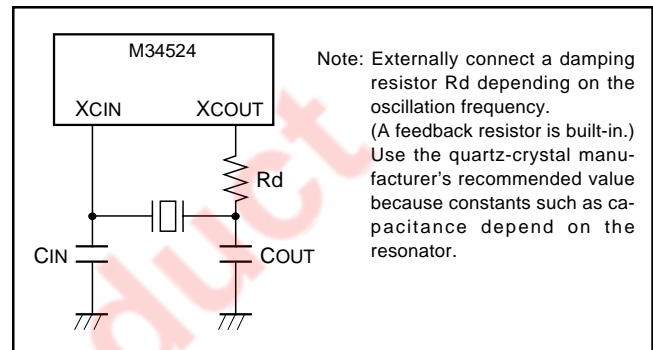 M34524
XCIN
XCOUT
Rd
CIN
COUT
Note: Externally connect a damping
resistor Rd depending on the
oscillation frequency.
(A feedback resistor is built-in.)
Use the quartz-crystal manu-
facturer's recommended value
because constants such as ca-
pacitance depend on the
resonator.
duct